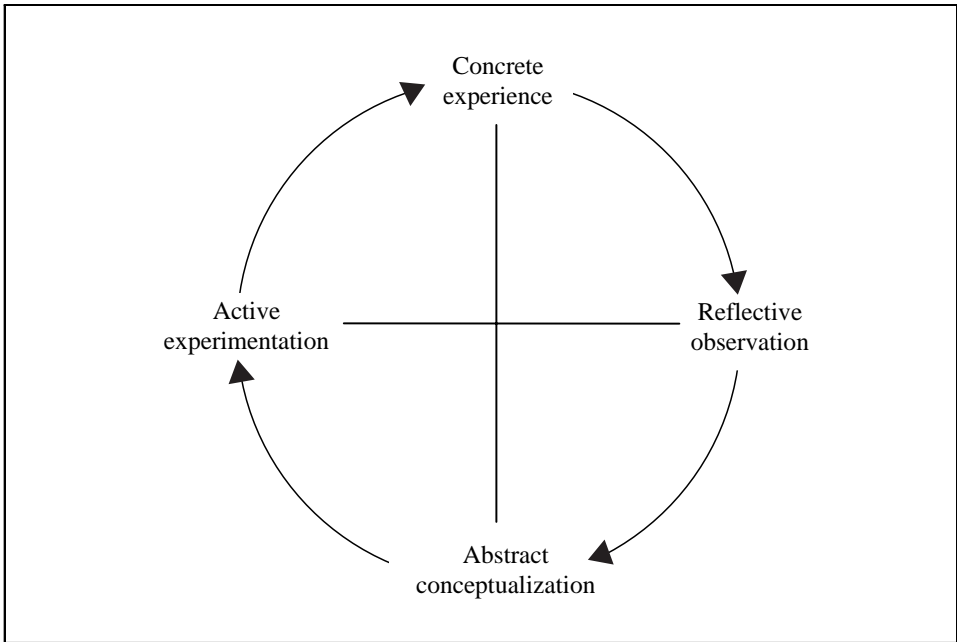 Concrete
experience
Active
experimentation
Reflective
observation
Abstract
conceptualization